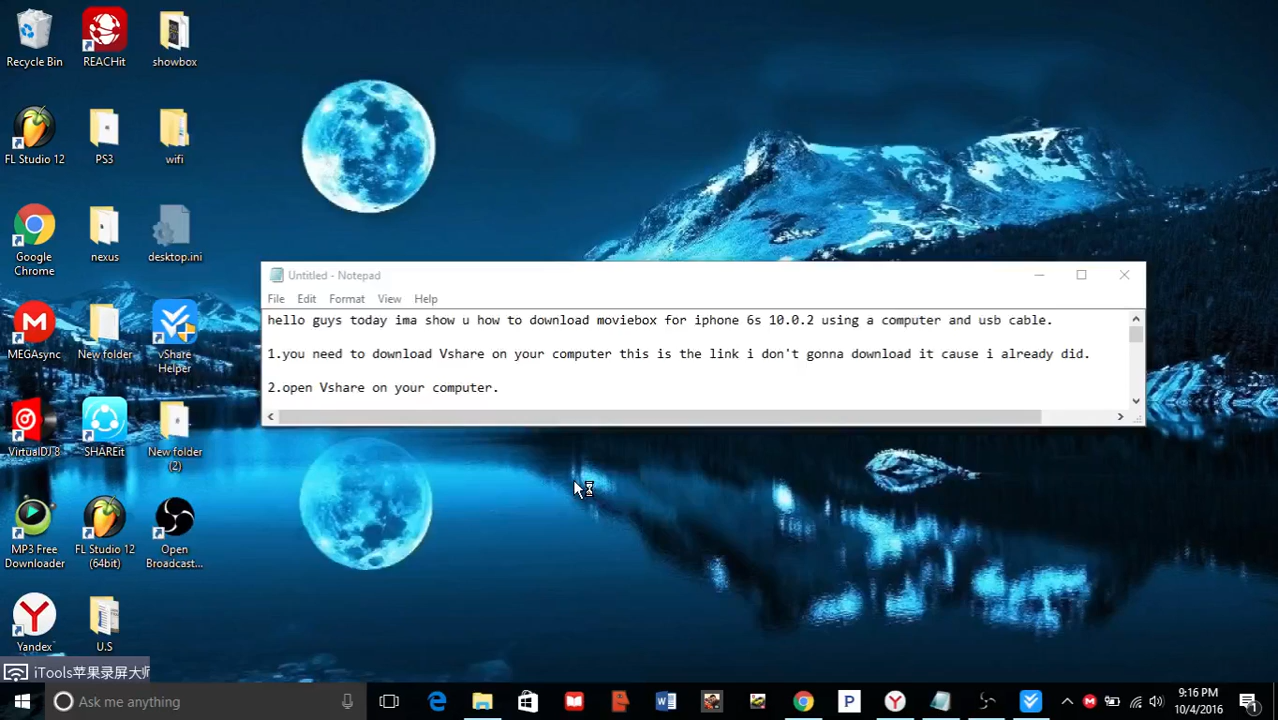 Recycle Bin
REACHit
showbox
FL Studio 12
PS3
wifi
Google
Chrome
nexus
desktop.ini
MEGAsync
New folder
vShare
Helper
VirtualDJ 8
SHAREit
New folder
(2)
MP3 Free
Downloader
FL Studio 12
(64bit)
Open
Broadcast...
Yandex
U.S
iTools苹果录屏大师
Untitled - Notepad
File Edit Format View Help
hello guys today ima show u how to download moviebox for iphone 6s 10.0.2 using a computer and usb cable.
1.you need to download Vshare on your computer this is the link i don't gonna download it cause i already did.
2.open Vshare on your computer.
Ask me anything
9:16 PM
10/4/2016